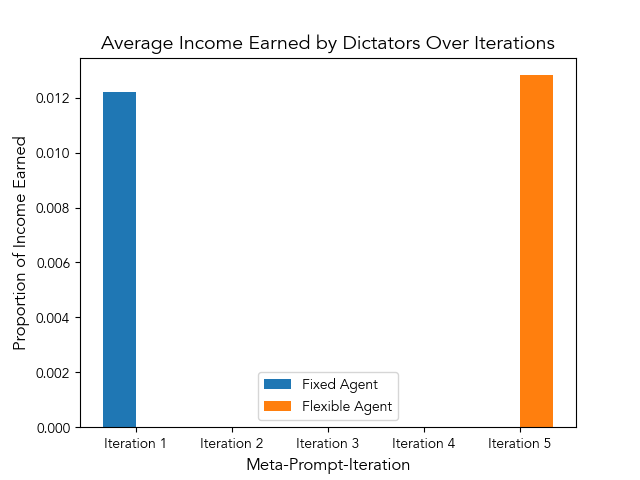 Average Income Earned by Dictators Over Iterations
Proportion of Income Earned
0.012
0.010
0.008
0.006
0.004
0.002
0.000
Fixed Agent
Flexible Agent
Iteration 1 Iteration 2 Iteration 3 Iteration 4 Iteration 5
Meta-Prompt-Iteration